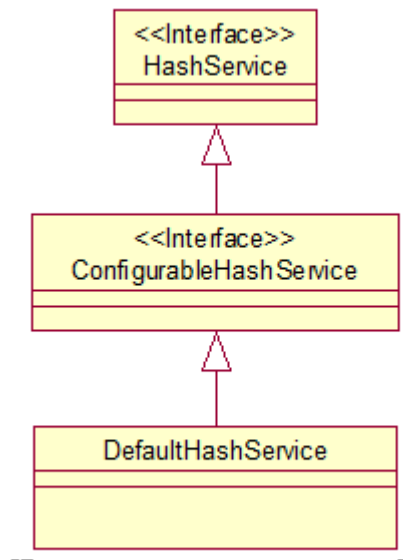 <<Interface>>
HashService
<<Interface>>
ConfigurableHashService
DefaultHashService